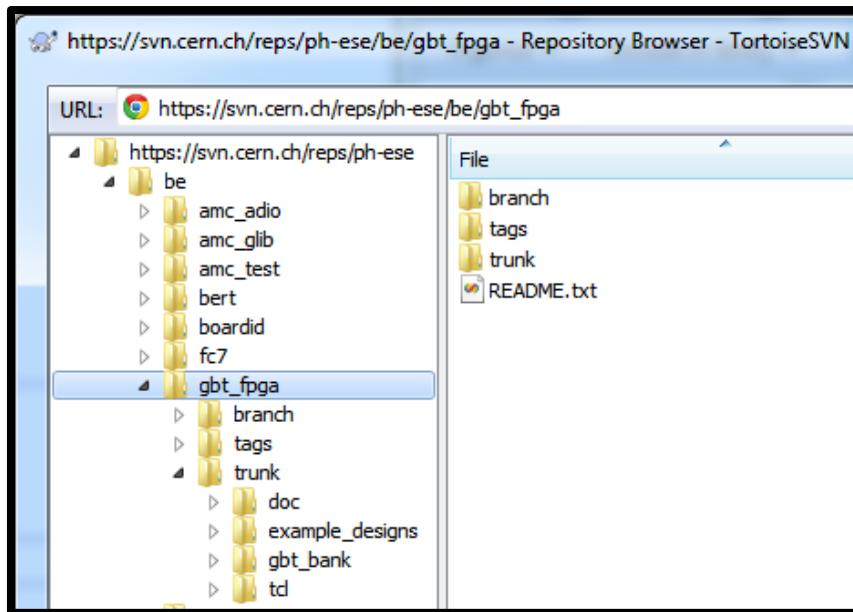 https://svn.cern.ch/reps/ph-ese/be/gbt_fpga - Repository Browser - TortoiseSVN
URL: https://svn.cern.ch/reps/ph-ese/be/gbt_fpga
https://svn.cern.ch/reps/ph-ese
be
amc_adio
amc_glib
amc_test
bert
boardid
fc7
gbt_fpga
branch
tags
trunk
doc
example_designs
gbt_bank
tcl
File
branch
tags
trunk
README.txt